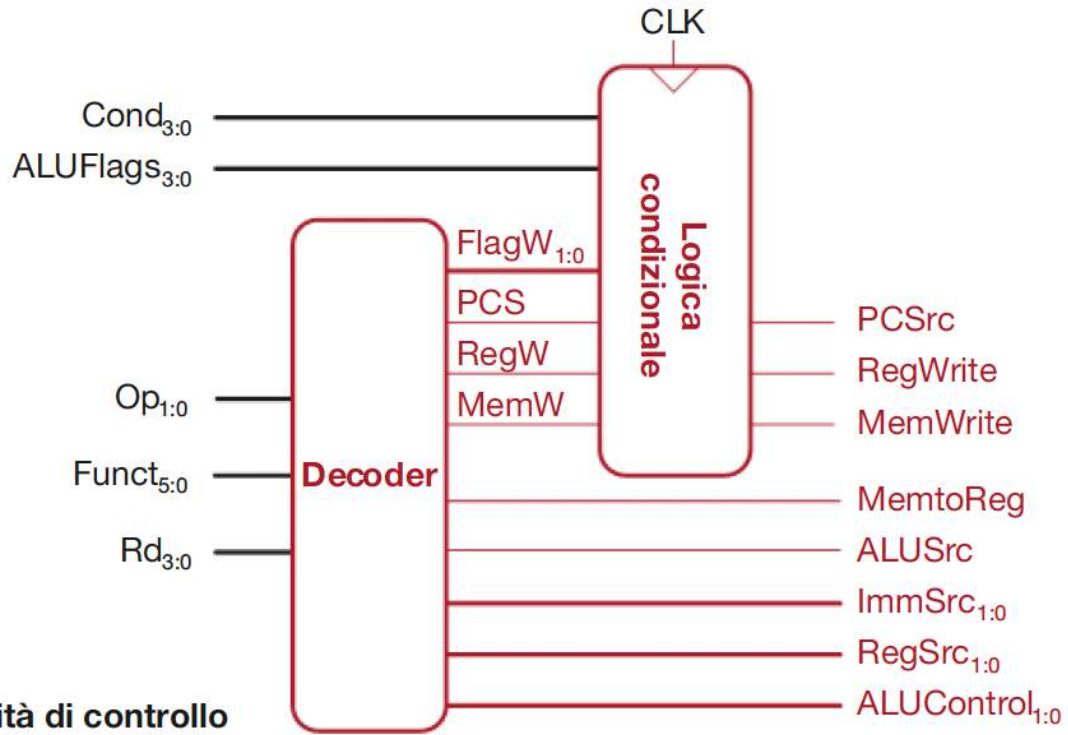 CLK
Cond3:0
ALUFlags3:0
Logica
condizionale
FlagW1:0
PCS
RegW
MemW
PCSrc
RegWrite
MemWrite
Op1:0
Funct5:0
Rd3:0
Decoder
MemtoReg
ALUSrc
ImmSrc1:0
RegSrc1:0
ALUControl1:0
ità di controllo